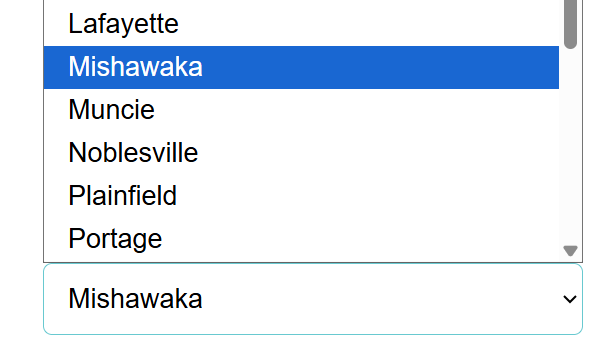 Lafayette
Mishawaka
Muncie
Noblesville
Plainfield
Portage
Mishawaka